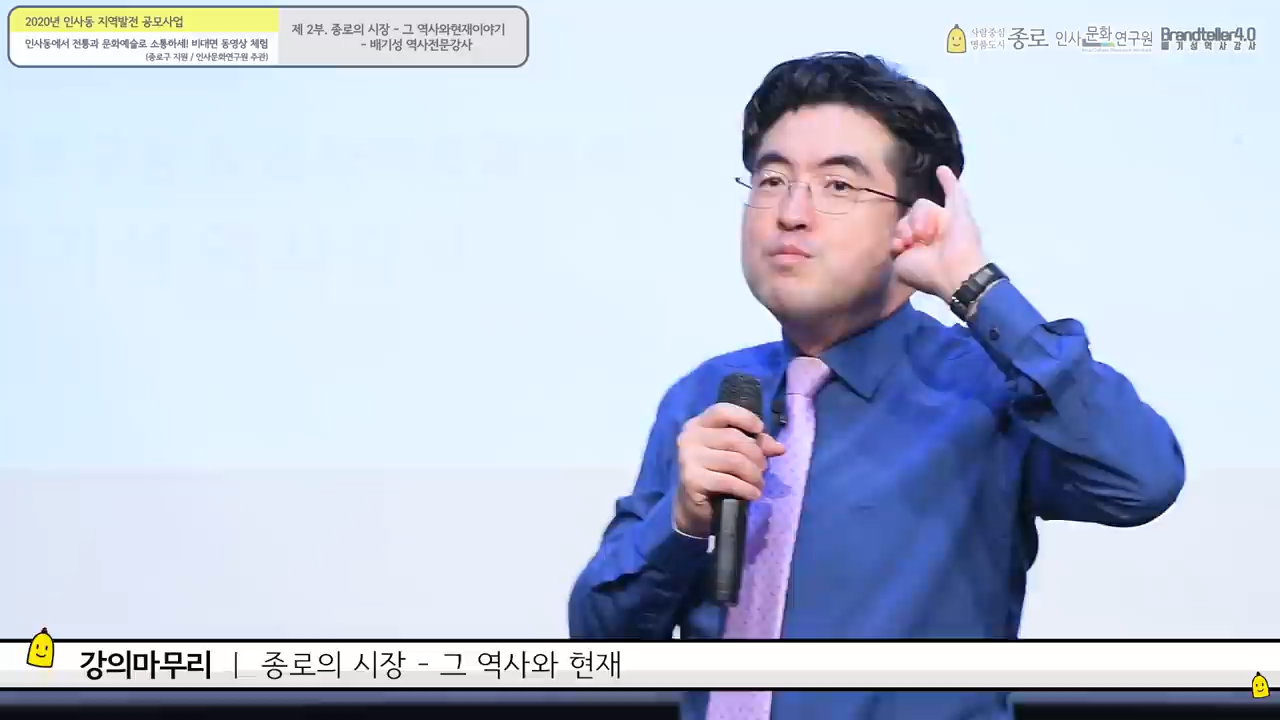 2020년 인사동 지역발전 공모사업
인사동에서 전통과 문화예술로 소통하세! 비대면 동영상 체험
(종로구 지원 / 인사문화연구원 주관)
제 2부. 종로의 시장 - 그 역사와현재이야기
- 배기성 역사전문강사
사람중심
명품도시
종로
인사문화연구원
Brandteller4.0
배기성역사강사
강의마무리 | 종로의 시장 - 그 역사와 현재